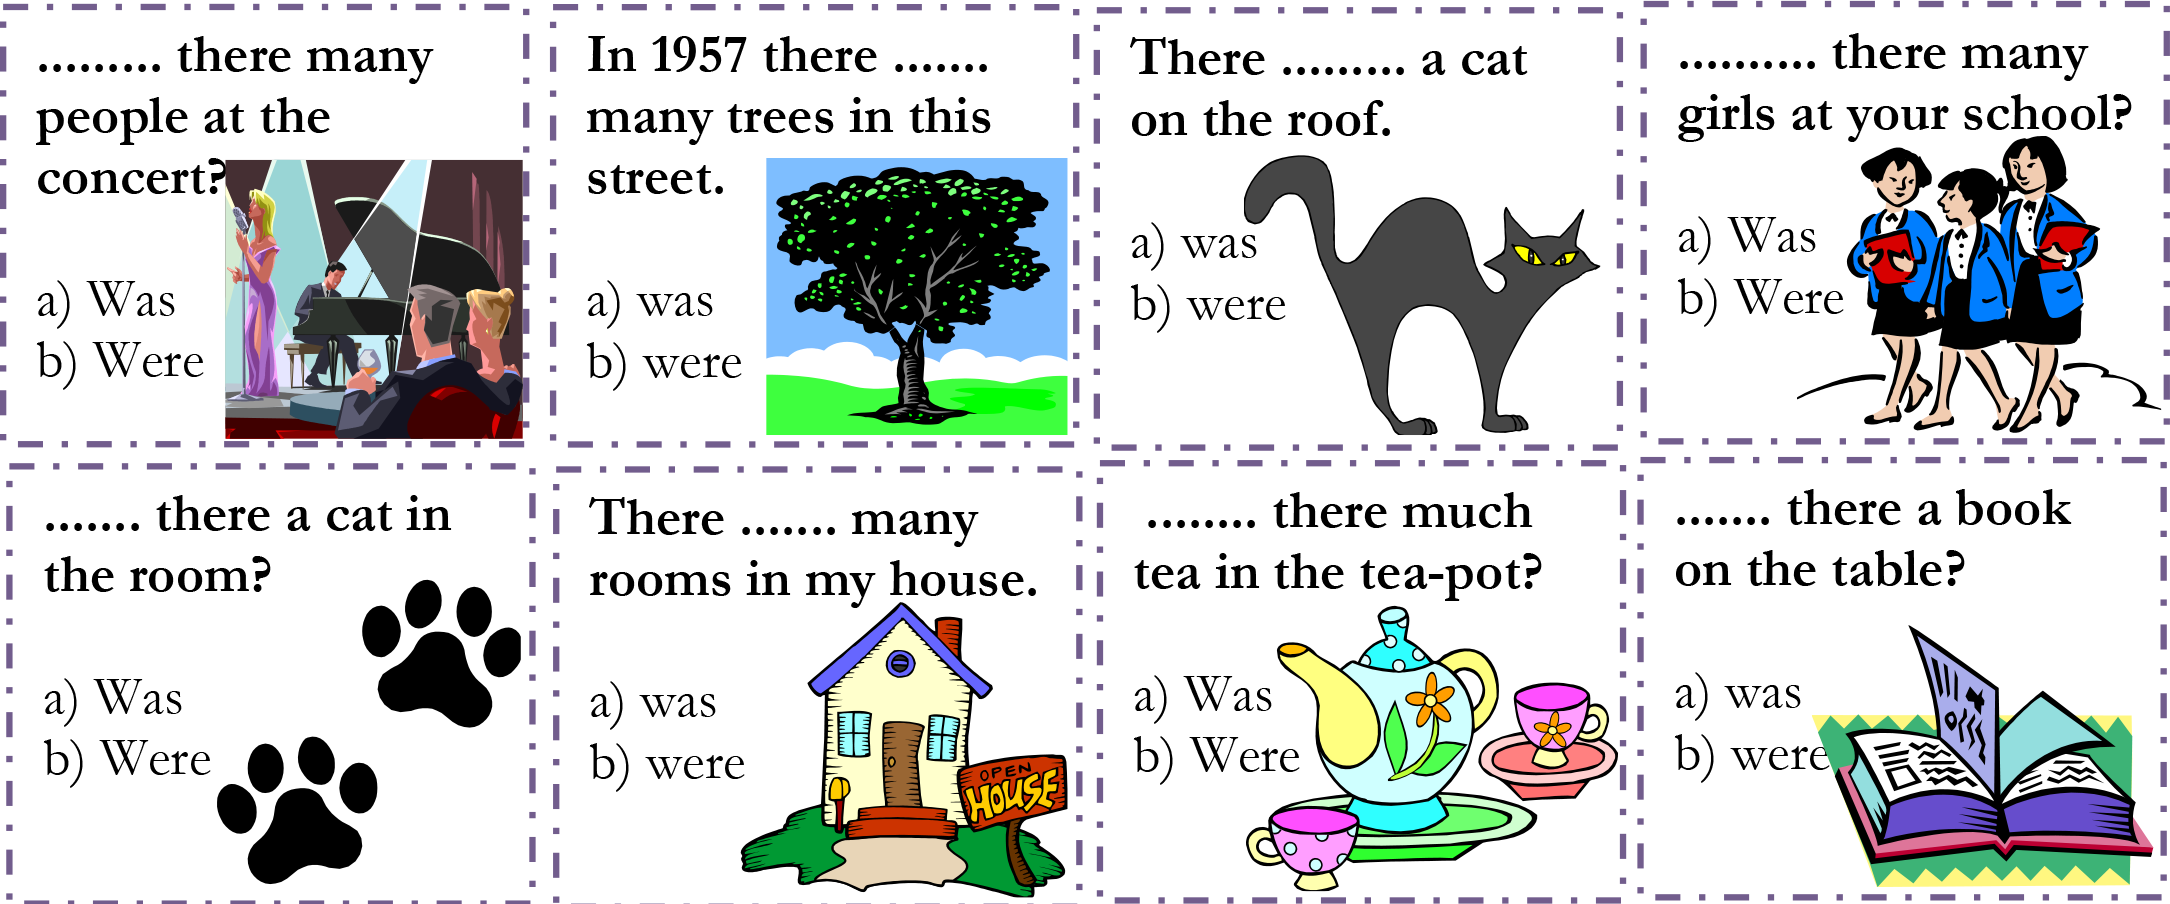 ......... there many
people at the
concert?
a) Was
b) Were
In 1957 there .......
many trees in this
street.
a) was
b) were
There ......... a cat
on the roof.
a) was
b) were
.......... there many
girls at your school?
a) Was
b) Were
....... there a cat in
the room?
a) Was
b) Were
There ....... many
rooms in my house.
a) was
b) were
OPEN
HOUSE
........ there much
tea in the tea-pot?
a) Was
b) Were
....... there a book
on the table?
a) was
b) were